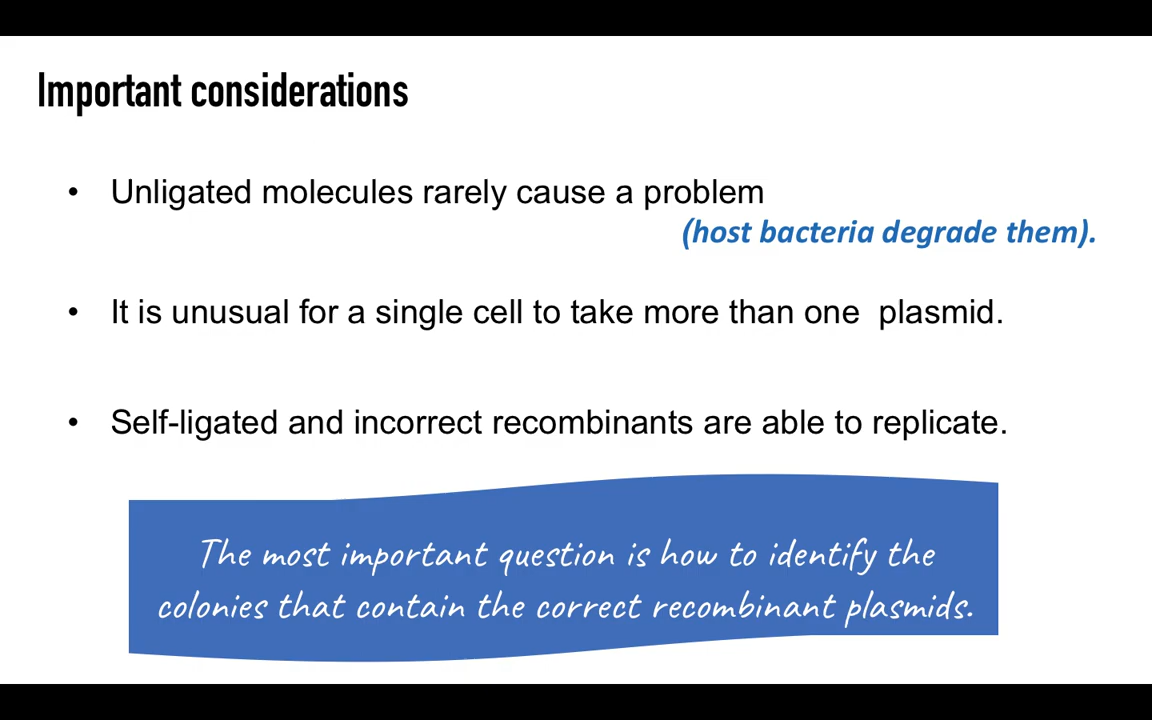 Important considerations
• Unligated molecules rarely cause a problem
(host bacteria degrade them).
• It is unusual for a single cell to take more than one  plasmid.
• Self-ligated and incorrect recombinants are able to replicate.
The most important question is how to identify the
colonies that contain the correct recombinant plasmids.